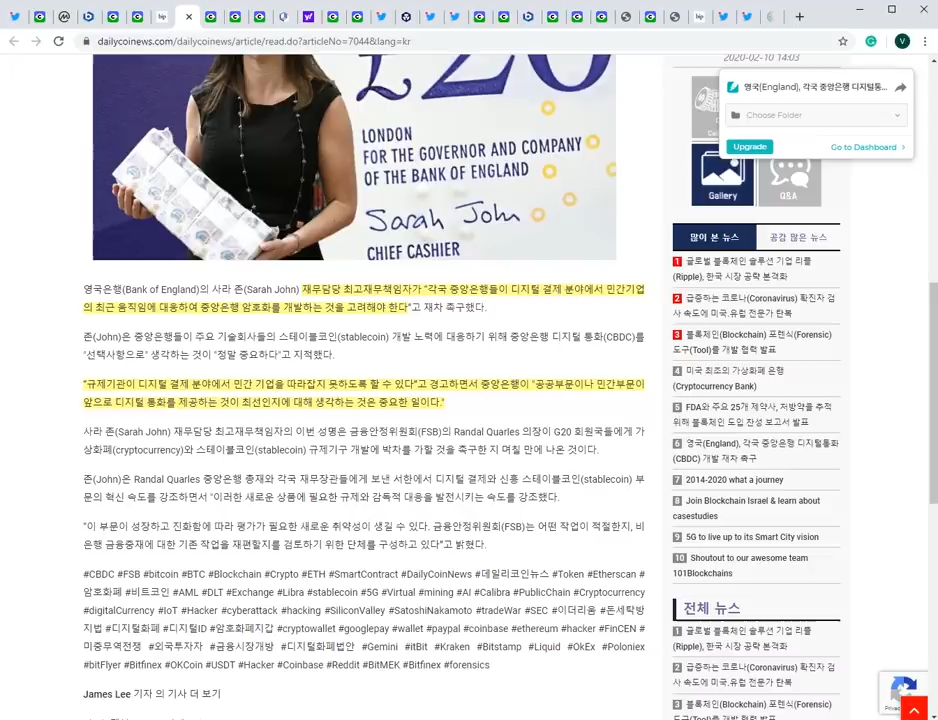 dailycoinews.com/dailycoinews/article/read.do?articleNo=7044&lang=kr
V
2020-02-10 14:03
영국(England), 각국 중앙은행 디지털통...
Choose Folder
Upgrade
Go to Dashboard
Gallery
Q&A
£20
LONDON
FOR THE GOVERNOR AND COMPANY
OF THE BANK OF ENGLAND
Sarah John
CHIEF CASHIER
영국은행(Bank of England)의 사라 존(Sarah John) 재무담당 최고재무책임자가 "각국 중앙은행들이 디지털 결제 분야에서 민간기업
의 최근 움직임에 대응하여 중앙은행 암호화를 개발하는 것을 고려해야 한다"고 재차 촉구했다.
존(John)은 중앙은행들이 주요 기술회사들의 스테이블코인(stablecoin) 개발 노력에 대응하기 위해 중앙은행 디지털 통화(CBDC)를
"선택사항으로" 생각하는 것이 "정말 중요하다"고 지적했다.
"규제기관이 디지털 결제 분야에서 민간 기업을 따라잡지 못하도록 할 수 있다"고 경고하면서 중앙은행이 "공공부문이나 민간부문이
앞으로 디지털 통화를 제공하는 것이 최선인지에 대해 생각하는 것은 중요한 일이다."
사라 존(Sarah John) 재무담당 최고재무책임자의 이번 성명은 금융안정위원회(FSB)의 Randal Quarles 의장이 G20 회원국들에게 가
상화폐(cryptocurrency)와 스테이블코인(stablecoin) 규제기구 개발에 박차를 가할 것을 촉구한 지 며칠 만에 나온 것이다.
존(John)은 Randal Quarles 중앙은행 총재와 각국 재무장관들에게 보낸 서한에서 디지털 결제와 신흥 스테이블코인(stablecoin) 부
문의 혁신 속도를 강조하면서 "이러한 새로운 상품에 필요한 규제와 감독적 대응을 발전시키는 속도를 강조했다.
"이 부문이 성장하고 진화함에 따라 평가가 필요한 새로운 취약성이 생길 수 있다. 금융안정위원회(FSB)는 어떤 작업이 적절한지, 비
은행 금융중재에 대한 기존 작업을 재편할지를 검토하기 위한 단체를 구성하고 있다"고 밝혔다.
#CBDC #FSB #bitcoin #BTC #Blockchain #Crypto #ETH #SmartContract #DailyCoinNews #데일리코인뉴스 #Token #Etherscan #
암호화폐 #비트코인 #AML #DLT #Exchange #Libra #stablecoin #5G #Virtual #mining #AI #Calibra #PublicChain #Cryptocurrency
#digitalCurrency #IoT #Hacker #cyberattack #hacking #SiliconValley #SatoshiNakamoto #tradeWar #SEC #이더리움 #돈세탁방
지법 #디지털화폐 #디지털ID #암호화폐지갑 #cryptowallet #googlepay #wallet #paypal #coinbase #ethereum #hacker #FinCEN #
미중무역전쟁 #외국투자자 #금융시장개방 #디지털화폐법안 #Gemini #itBit #Kraken #Bitstamp #Liquid #OkEx #Poloniex
#bitFlyer #Bitfinex #OKCoin #USDT #Hacker #Coinbase #Reddit #BitMEK #Bitfinex #forensics
James Lee 기자 의 기사 더 보기
많이 본 뉴스 공감 많은 뉴스
1 글로벌 블록체인 솔루션 기업 리플
(Ripple), 한국 시장 공략 본격화
2 급증하는 코로나(Coronavirus) 확진자 검
사 속도에 미국.유럽 전문가 탄복
3 블록체인(Blockchain) 포렌식(Forensic)
도구(Tool)를 개발 협력 발표
4 미국 최초의 가상화폐 은행
(Cryptocurrency Bank)
5 FDA와 주요 25개 제약사, 처방약품 추적
위해 블록체인 도입 잔성 보고서 발표
6 영국(England), 각국 중앙은행 디지털통화
(CBDC) 개발 재차 촉구
7 2014-2020 what a journey
8 Join Blockchain Israel & learn about
casestudies
9 5G to live up to its Smart City vision
10 Shoutout to our awesome team
101Blockchains
전체 뉴스
1 글로벌 블록체인 솔루션 기업 리플
(Ripple), 한국 시장 공략 본격화
2 급증하는 코로나(Coronavirus) 확진자 검
사 속도에 미국.유럽 전문가 탄복
3 블록체인(Blockchain) 포렌식(Forensic)